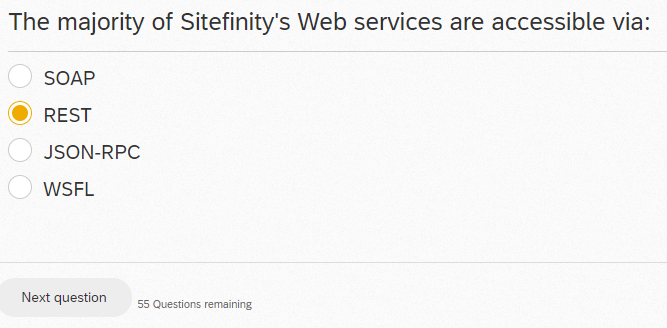 The majority of Sitefinity's Web services are accessible via:
SOAP
REST
JSON-RPC
WSFL
Next question
55 Questions remaining